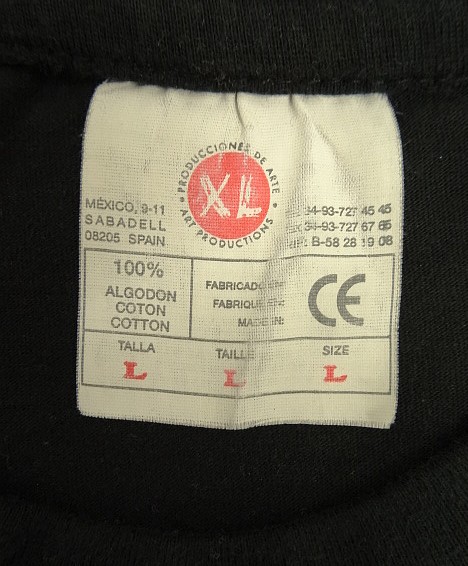 PRODUCCIONES DE ARTE
XL
ART PRODUCTIONS
MÉXICO, 9-11
SABADELL
08205 SPAIN
34-93-727 45 45
34-93-727 67 65
B-58 28 19 08
100%
ALGODON
COTON
COTTON
FABRICADO EN:
FABRIQUE EN:
MADE IN:
CE
TALLA
L
TAILLE
L
SIZE
L